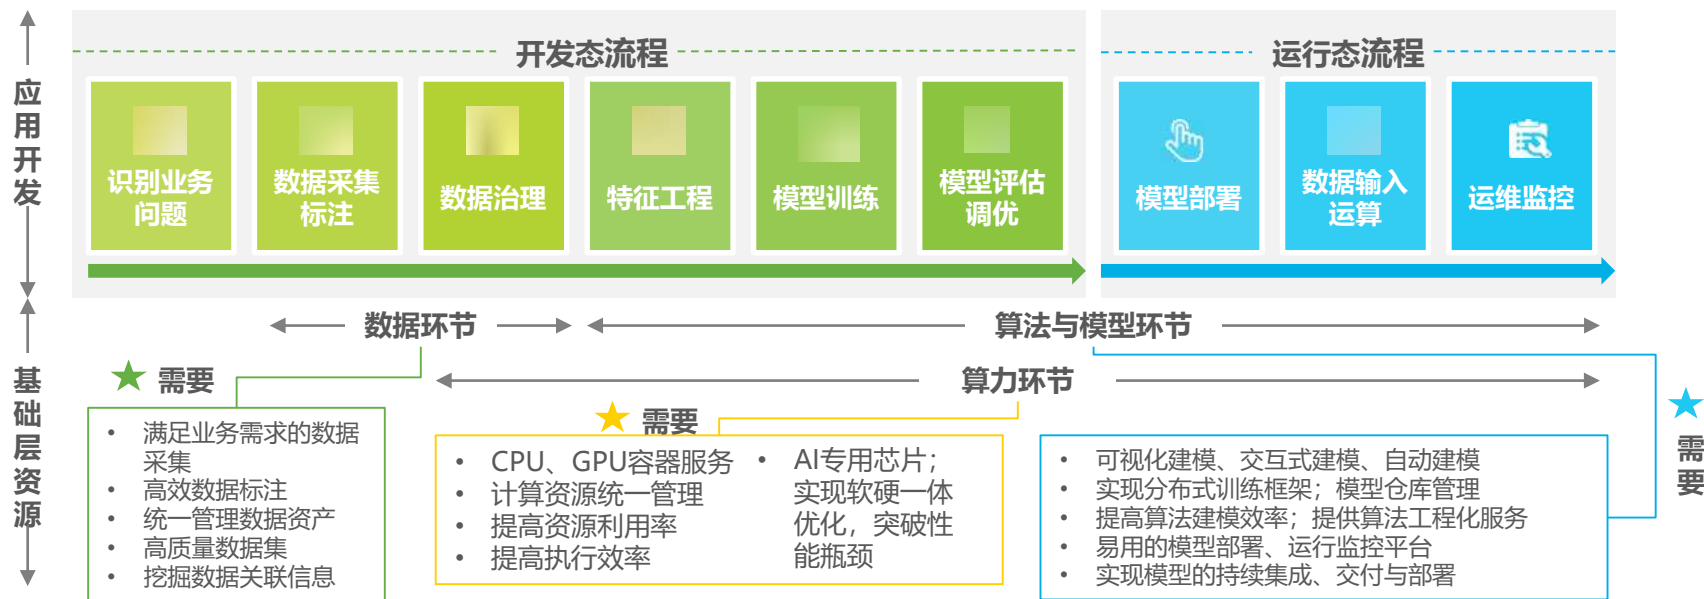 应用开发
开发态流程
运行态流程
识别业务
问题
数据采集
标注
数据治理
特征工程
模型训练
模型评估
调优
模型部署
数据输入
运算
运维监控
基础层资源
数据环节
算法与模型环节
算力环节
需要
• 满足业务需求的数据
采集
• 高效数据标注
• 统一管理数据资产
• 高质量数据集
• 挖掘数据关联信息
需要
• CPU、GPU容器服务
• 计算资源统一管理
• 提高资源利用率
• 提高执行效率
• AI专用芯片；
实现软硬一体
优化，突破性
能瓶颈
需要
• 可视化建模、交互式建模、自动建模
• 实现分布式训练框架；模型仓库管理
• 提高算法建模效率；提供算法工程化服务
• 易用的模型部署、运行监控平台
• 实现模型的持续集成、交付与部署